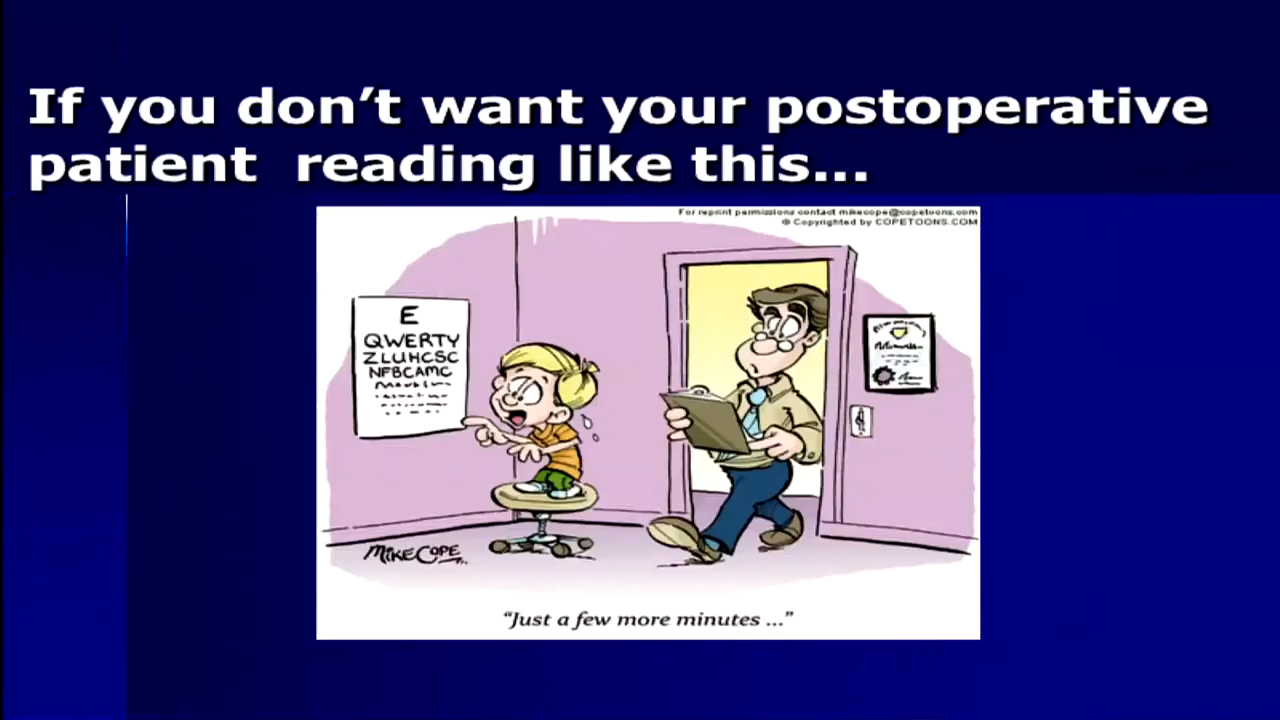 If you don't want your postoperative
patient reading like this...
For reprint permissions contact mikecope@copetoons.com
© Copyrighted by COPETOONS.COM
E
QWERTY
ZLUHCSC
NFBCAMC
MIKE COPE
“Just a few more minutes ...”